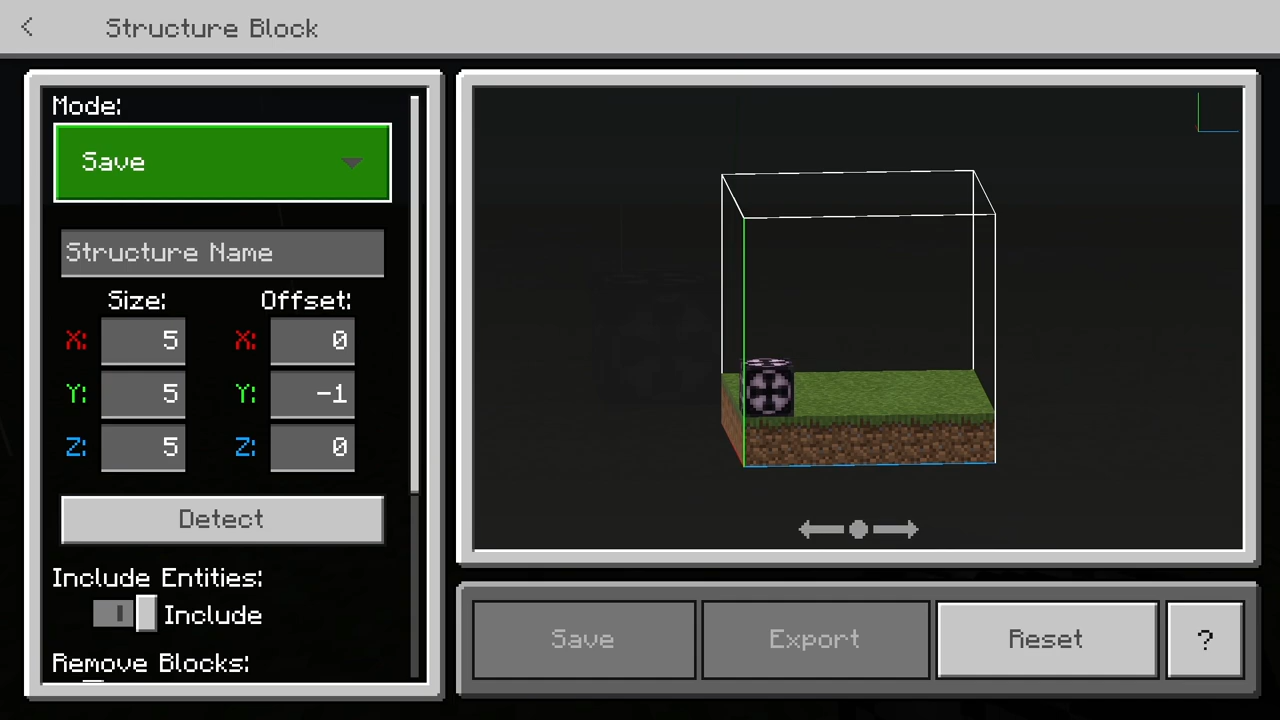 Structure Block
Mode:
Save
Structure Name
Size: Offset:
X: 5 X: 0
Y: 5 Y: -1
Z: 5 Z: 0
Detect
Include Entities:
Include
Remove Blocks:
Save Export Reset ?